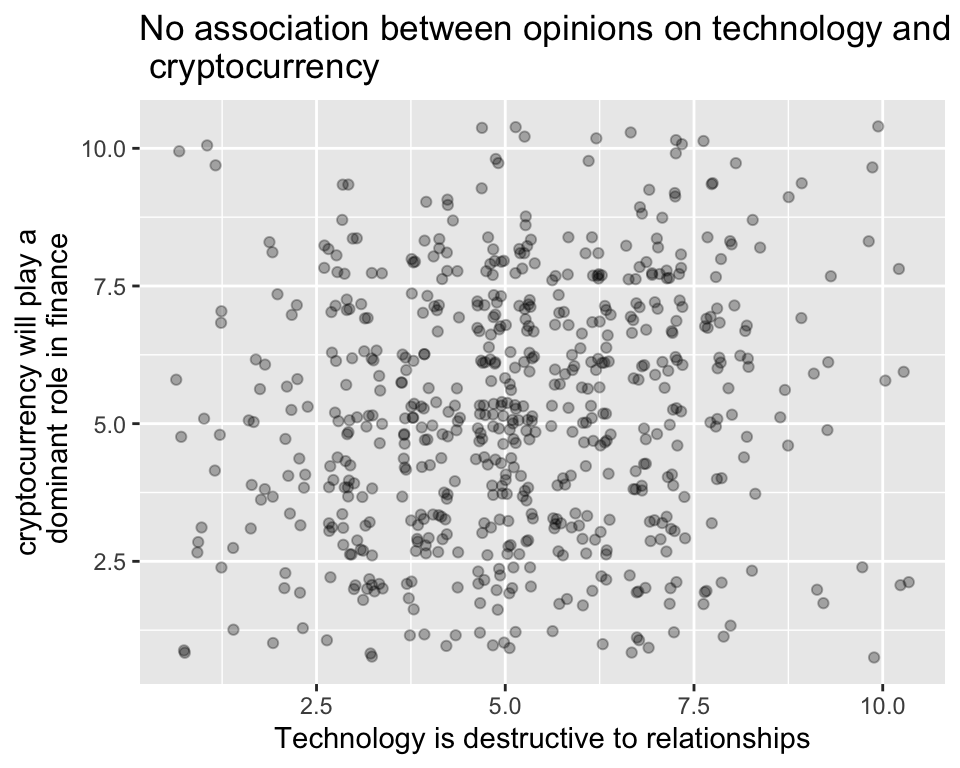 No association between opinions on technology and
cryptocurrency
cryptocurrency will play a
dominant role in finance
10.0
7.5
5.0
2.5
2.5
5.0
7.5
10.0
Technology is destructive to relationships